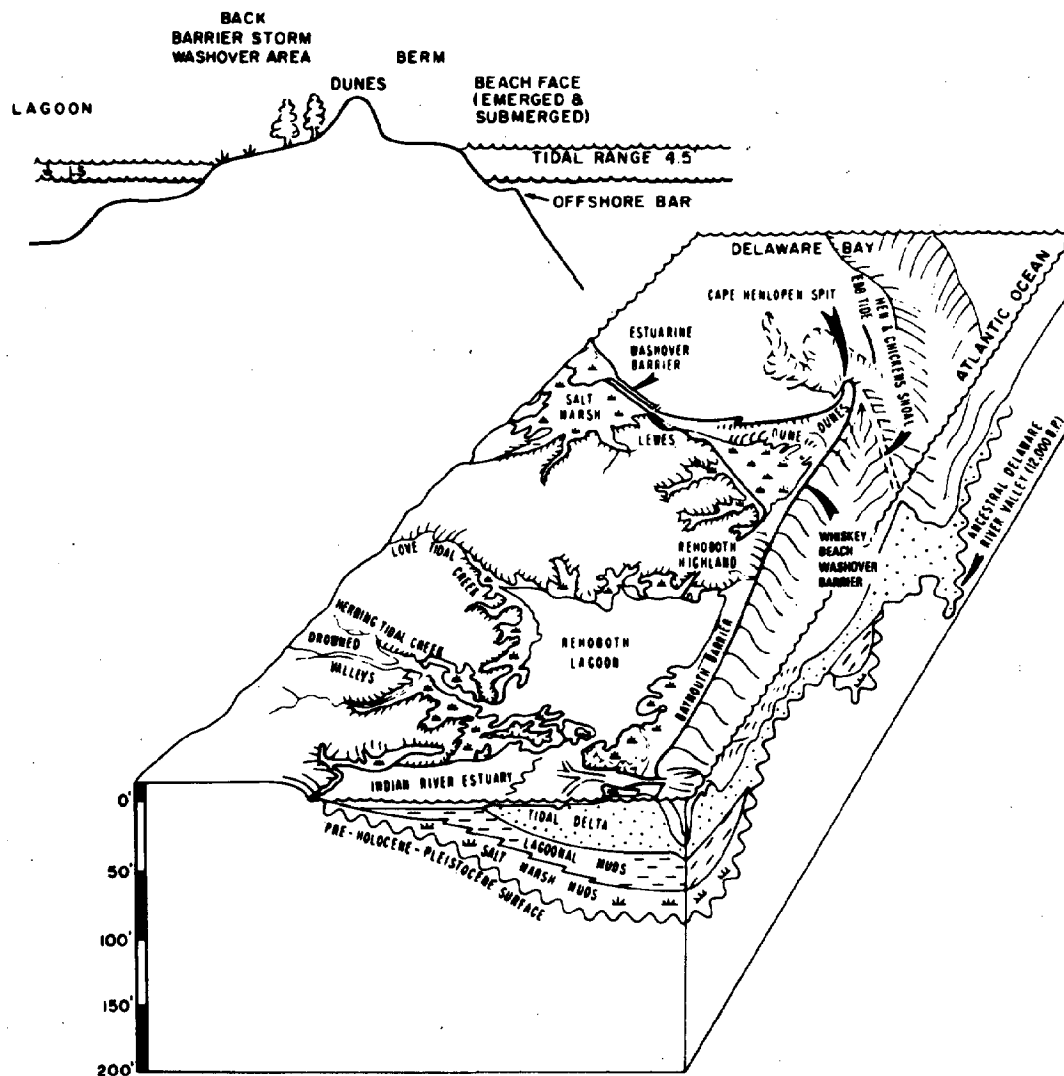 BACK
BARRIER STORM
WASHOVER AREA
BERM
DUNES
BEACH FACE
(EMERGED &
SUBMERGED)
LAGOON
TIDAL RANGE 4.5'
OFFSHORE BAR
DELAWARE BAY
CAPE HENLOPEN SPIT
EBB TIDE
HEN & CHICKENS SHOAL
ATLANTIC OCEAN
ESTUARINE
WASHOVER
BARRIER
SALT
MARSH
LEWES
DUNE
DUNES
ANCESTRAL DELAWARE
RIVER VALLEY (12,000 B.P.)
WHISKEY
BEACH
WASHOVER
BARRIER
REHOBOTH
HIGHLAND
LOVE TIDAL
CREEK
HERRING TIDAL CREEK
DROWNED
VALLEYS
REHOBOTH
LAGOON
BAYMOUTH BARRIER
INDIAN RIVER ESTUARY
TIDAL DELTA
LAGOONAL MUDS
SALT MARSH MUDS
PRE-HOLOCENE-PLEISTOCENE SURFACE
0'
50'
100'
150'
200'